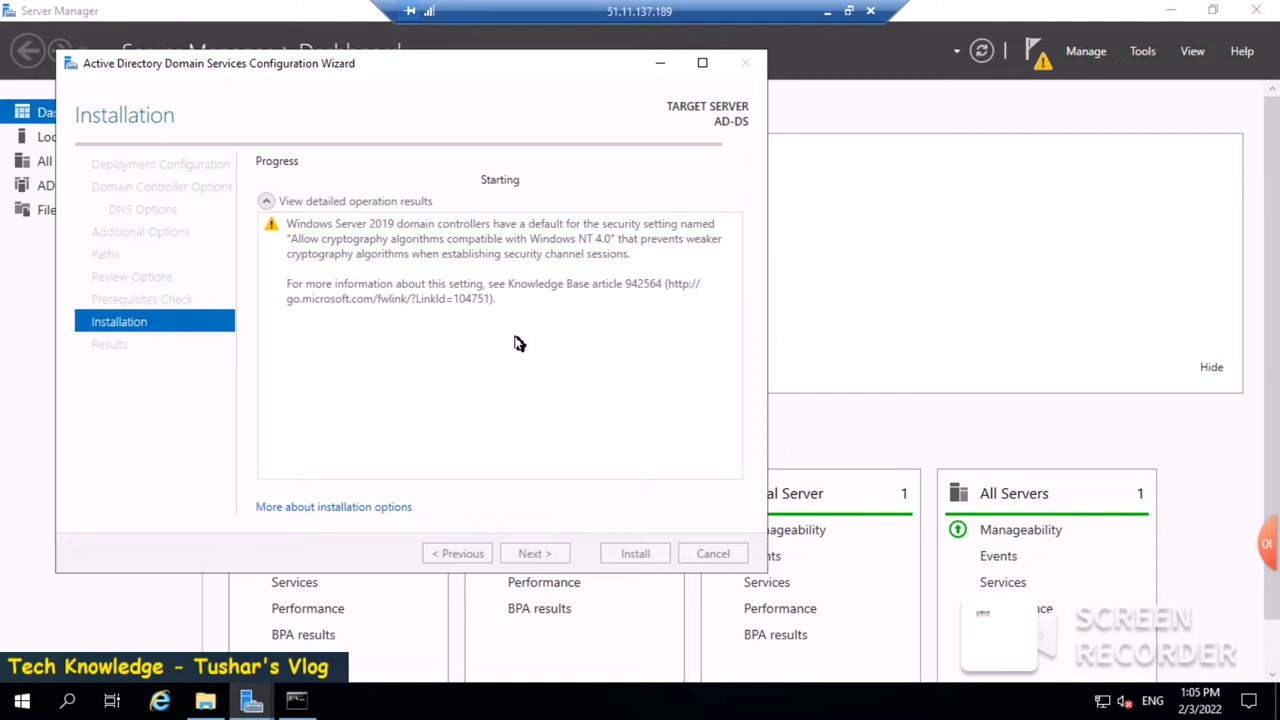 Server Manager
51.11.137.189
Manage
Tools
View
Help
Active Directory Domain Services Configuration Wizard
Installation
TARGET SERVER
AD-DS
Deployment Configuration
Domain Controller Options
DNS Options
Additional Options
Paths
Review Options
Prerequisites Check
Installation
Results
Progress
Starting
View detailed operation results
Windows Server 2019 domain controllers have a default for the security setting named
"Allow cryptography algorithms compatible with Windows NT 4.0" that prevents weaker
cryptography algorithms when establishing security channel sessions.
For more information about this setting, see Knowledge Base article 942564 (http://
go.microsoft.com/fwlink/?LinkId=104751).
More about installation options
< Previous
Next >
Install
Cancel
Hide
Services
Performance
BPA results
Performance
BPA results
al Server 1
ageability
Events
Services
Performance
BPA results
All Servers 1
Manageability
Events
Services
SCREEN
RECORDER
Tech Knowledge - Tushar's Vlog
ENG
1:05 PM
2/3/2022